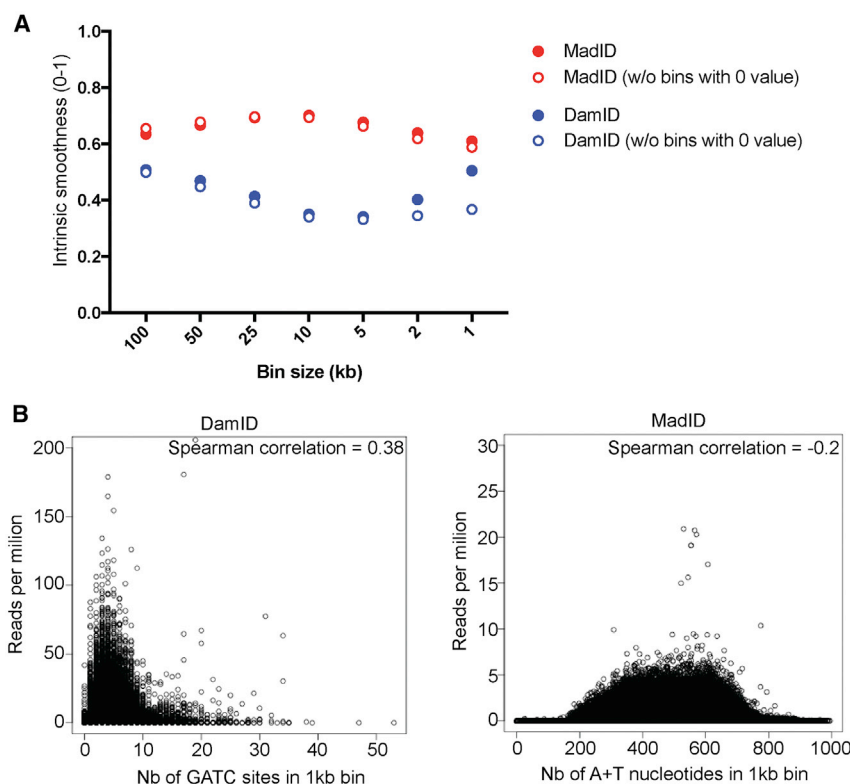 A
1.0
0.8
0.6
0.4
0.2
0.0
Intrinsic smoothness (0-1)
100
50
25
10
5
2
1
Bin size (kb)
MadID
MadID (w/o bins with 0 value)
DamID
DamID (w/o bins with 0 value)
B
DamID
Spearman correlation = 0.38
200
150
100
50
0
Reads per milion
0 10 20 30 40 50
Nb of GATC sites in 1kb bin
MadID
Spearman correlation = -0.2
30
25
20
15
10
5
0
Reads per milion
0 200 400 600 800 1000
Nb of A+T nucleotides in 1kb bin